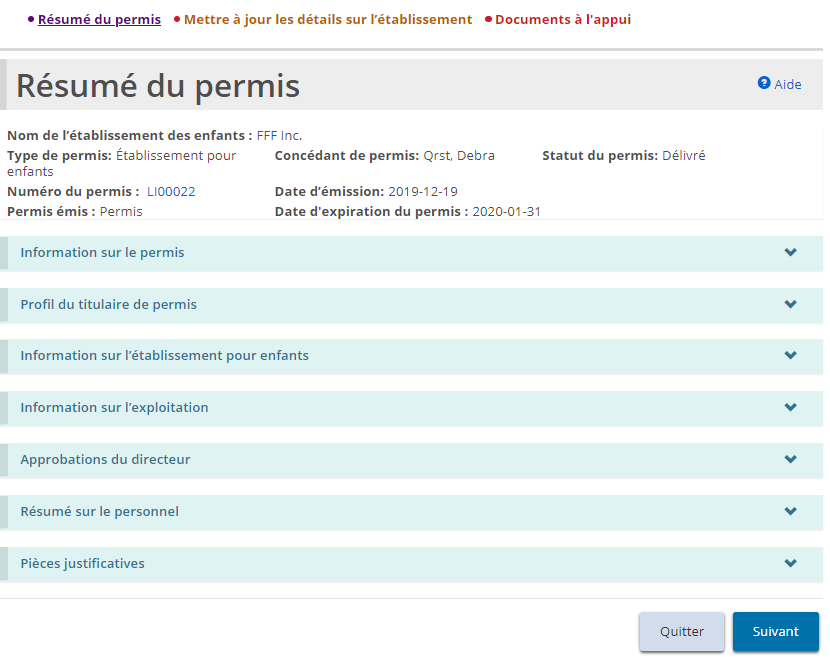 Résumé du permis Mettre à jour les détails sur l’établissement Documents à l'appui
Résumé du permis
Aide
Nom de l’établissement des enfants : FFF Inc.
Type de permis: Établissement pour enfants
Concédant de permis: Qrst, Debra
Statut du permis: Délivré
Numéro du permis : LI00022
Date d’émission: 2019-12-19
Permis émis : Permis
Date d'expiration du permis : 2020-01-31
Information sur le permis
Profil du titulaire de permis
Information sur l’établissement pour enfants
Information sur l’exploitation
Approbations du directeur
Résumé sur le personnel
Pièces justificatives
Quitter
Suivant